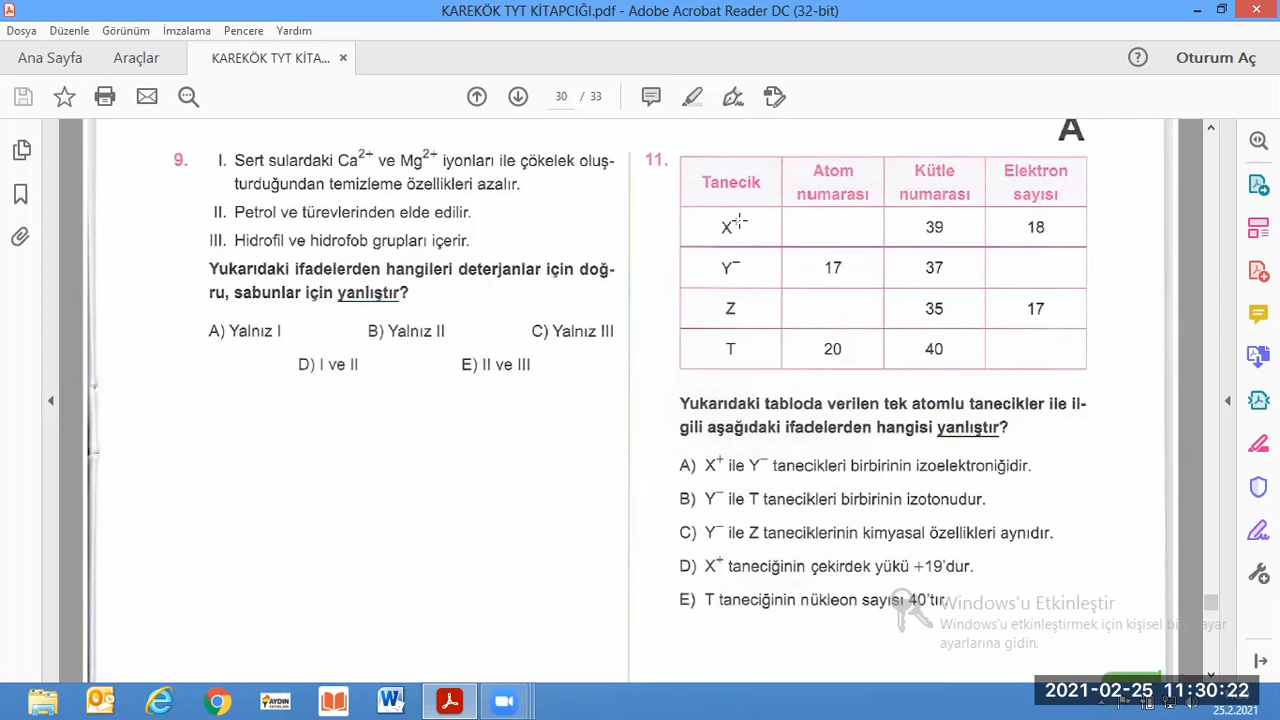 KAREKÖK TYT KİTAPCIĞI.pdf - Adobe Acrobat Reader DC (32-bit)
Dosya Düzenle Görünüm İmzalama Pencere Yardım
Ana Sayfa Araçlar KAREKÖK TYT KİTA... × Oturum Aç
30 / 33
A
9. I. Sert sulardaki Ca²⁺ ve Mg²⁺ iyonları ile çökelek oluş-
turduğundan temizleme özellikleri azalır.
II. Petrol ve türevlerinden elde edilir.
III. Hidrofil ve hidrofob grupları içerir.
Yukarıdaki ifadelerden hangileri deterjanlar için doğ-
ru, sabunlar için yanlıştır?
A) Yalnız I B) Yalnız II C) Yalnız III
D) I ve II E) II ve III
11. Tanecik Atom numarası Kütle numarası Elektron sayısı
X⁺ 39 18
Y⁻ 17 37
Z 35 17
T 20 40
Yukarıdaki tabloda verilen tek atomlu tanecikler ile il-
gili aşağıdaki ifadelerden hangisi yanlıştır?
A) X⁺ ile Y⁻ tanecikleri birbirinin izoelektroniğidir.
B) Y⁻ ile T tanecikleri birbirinin izotonudur.
C) Y⁻ ile Z taneciklerinin kimyasal özellikleri aynıdır.
D) X⁺ taneciğinin çekirdek yükü +19'dur.
E) T taneciğinin nükleon sayısı 40'tır.
Windows'u Etkinleştir
Windows'u etkinleştirmek için kişisel bilgisayar
ayarlarına gidin.
AYDIN
2021-02-25 11:30:22
25.2.2021